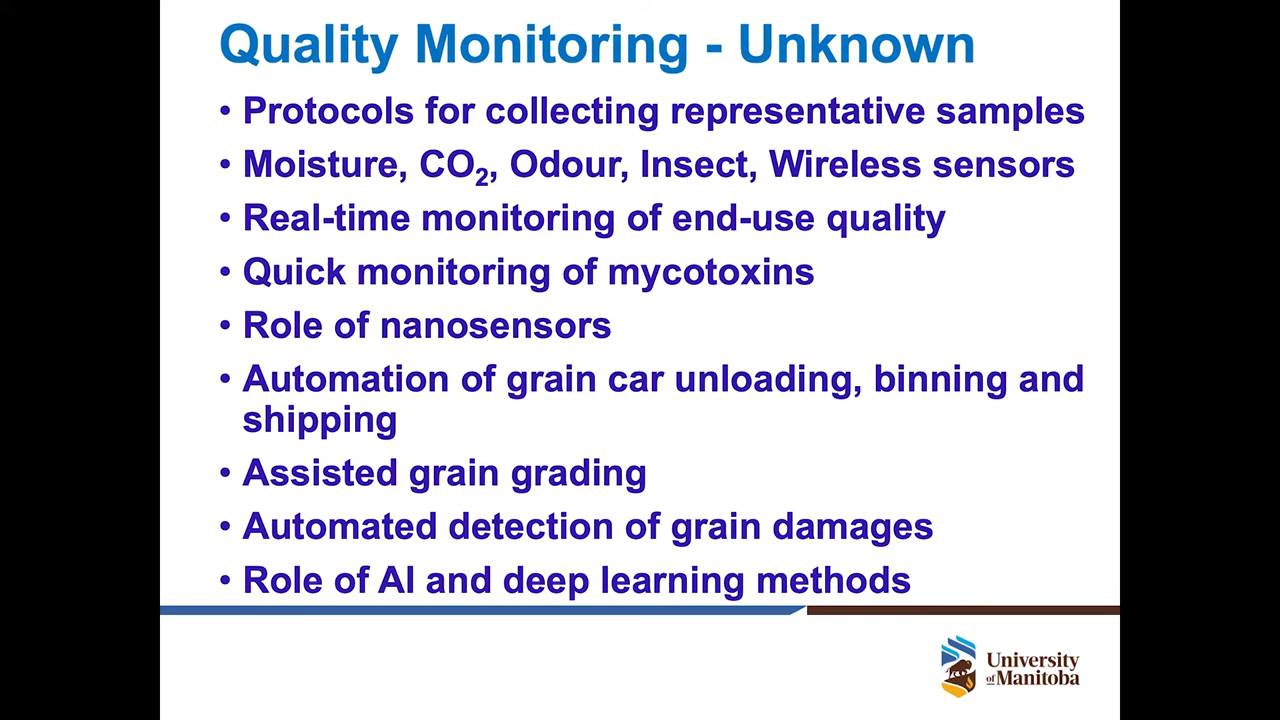 Quality Monitoring - Unknown
• Protocols for collecting representative samples
• Moisture, CO₂, Odour, Insect, Wireless sensors
• Real-time monitoring of end-use quality
• Quick monitoring of mycotoxins
• Role of nanosensors
• Automation of grain car unloading, binning and
shipping
• Assisted grain grading
• Automated detection of grain damages
• Role of AI and deep learning methods
University
of Manitoba